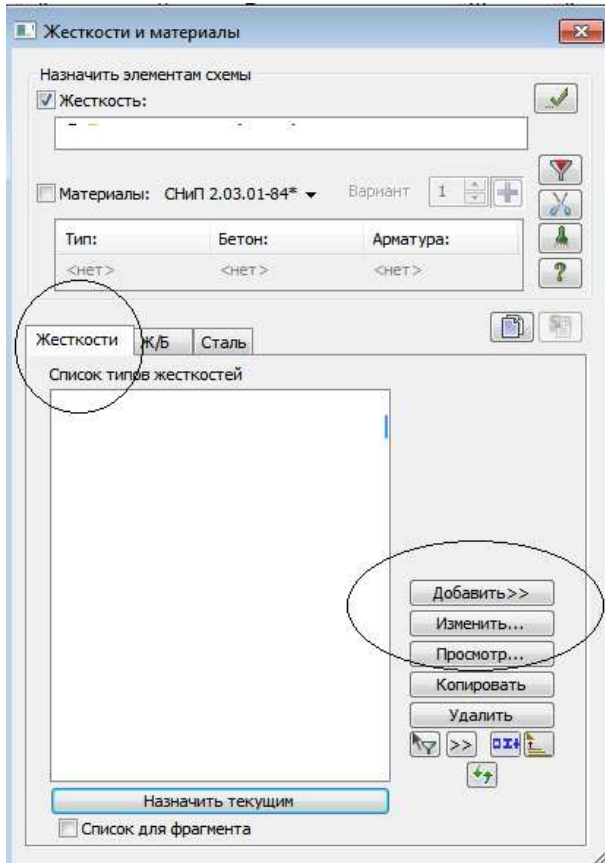 Жесткости и материалы
Назначить элементам схемы
Жесткость:
Материалы: СНиП 2.03.01-84* Вариант 1
Тип: Бетон: Арматура:
<нет> <нет> <нет>
Жесткости Ж/Б Сталь
Список типов жесткостей
Добавить>>
Изменить...
Просмотр...
Копировать
Удалить
>>
Назначить текущим
Список для фрагмента